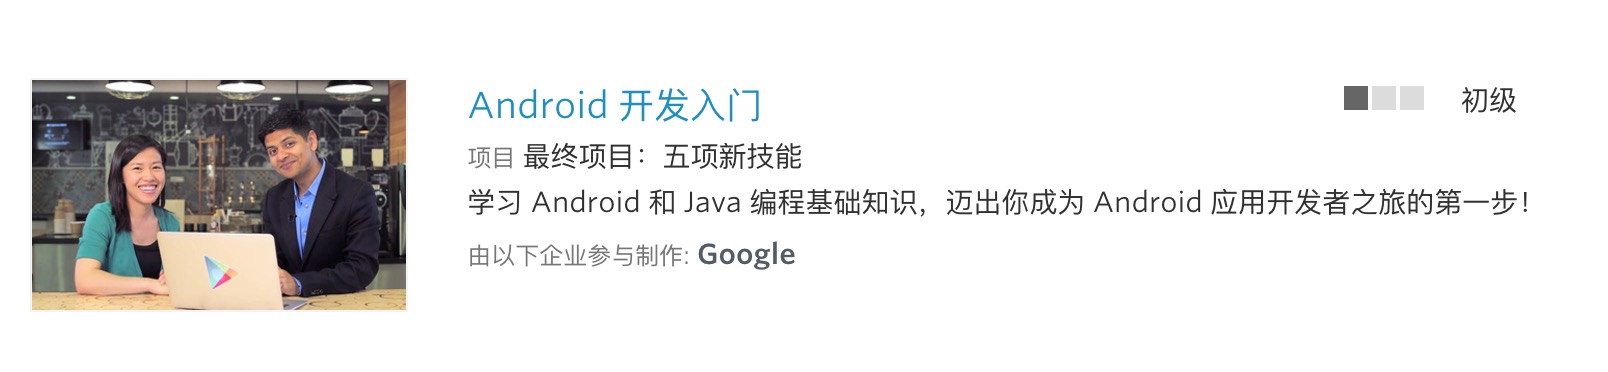 Android 开发入门
初级
项目 最终项目：五项新技能
学习 Android 和 Java 编程基础知识，迈出你成为 Android 应用开发者之旅的第一步！
由以下企业参与制作: Google